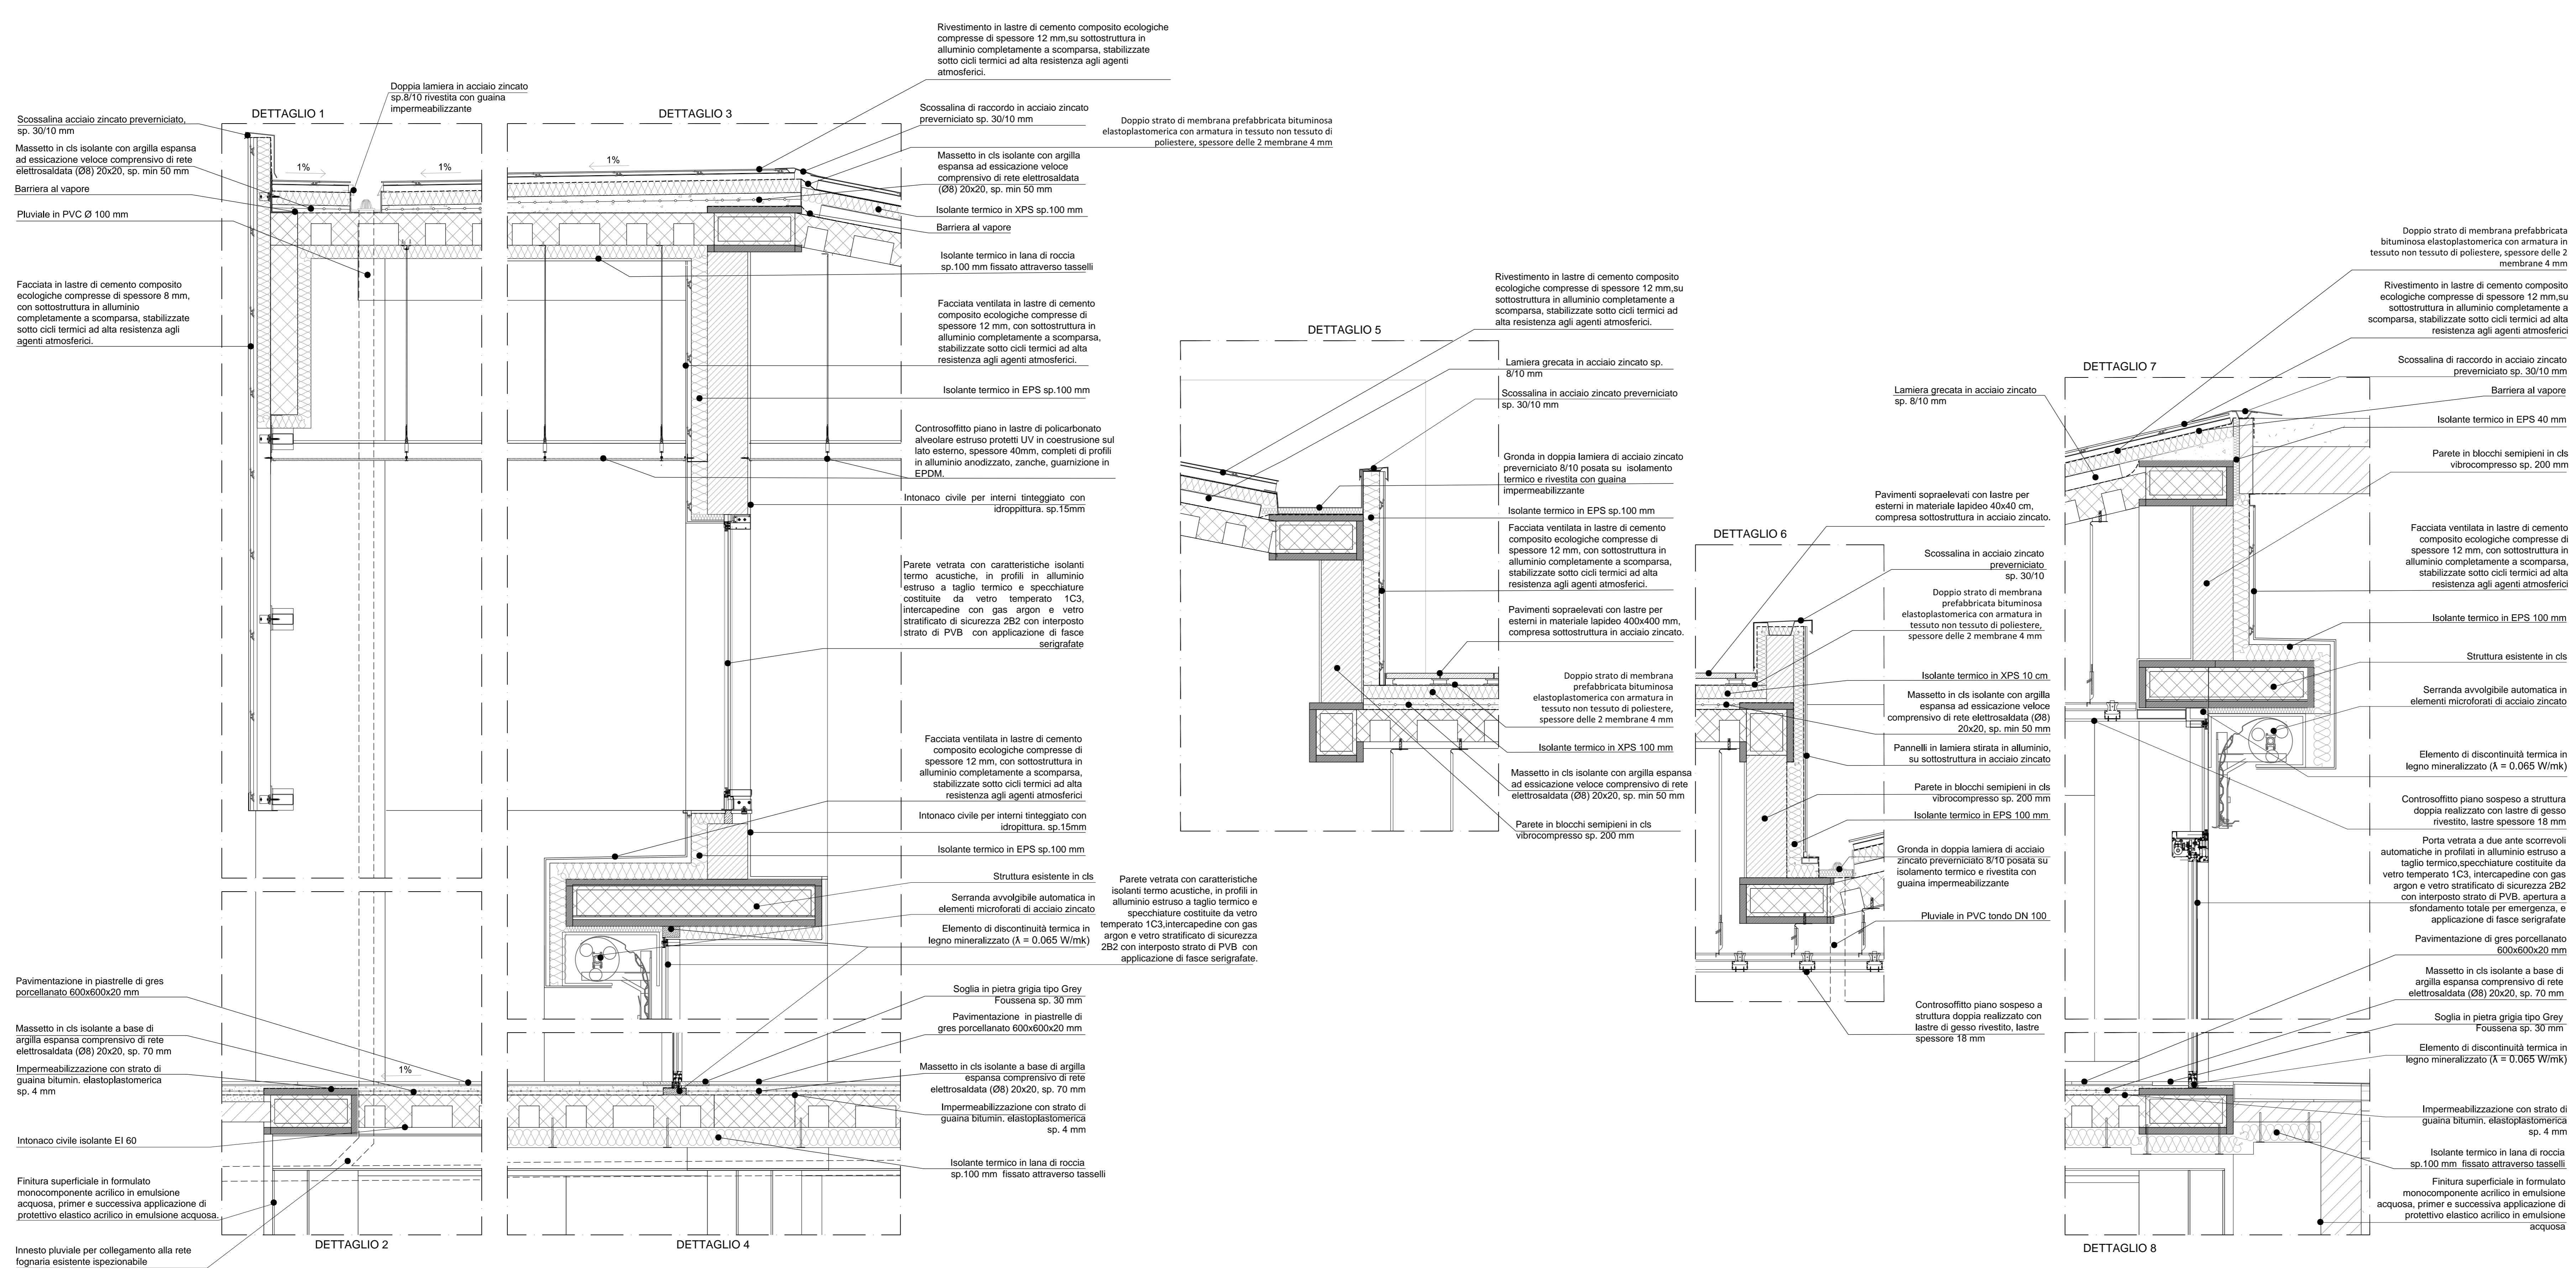 DETTAGLIO 1
Doppia lamiera in acciaio zincato
sp.8/10 rivestita con guaina
impermeabilizzante
Scossalina acciaio zincato preverniciato,
sp. 30/10 mm
Massetto in cls isolante con argilla espansa
ad essicazione veloce comprensivo di rete
elettrosaldata (Ø8) 20x20, sp. min 50 mm
Barriera al vapore
Pluviale in PVC Ø 100 mm
1%
1%
Facciata in lastre di cemento composito
ecologiche compresse di spessore 8 mm,
con sottostruttura in alluminio
completamente a scomparsa, stabilizzate
sotto cicli termici ad alta resistenza agli
agenti atmosferici.
Pavimentazione in piastrelle di gres
porcellanato 600x600x20 mm
Massetto in cls isolante a base di
argilla espansa comprensivo di rete
elettrosaldata (Ø8) 20x20, sp. 70 mm
Impermeabilizzazione con strato di
guaina bitumin. elastoplastomerica
sp. 4 mm
1%
Intonaco civile isolante EI 60
Finitura superficiale in formulato
monocomponente acrilico in emulsione
acquosa, primer e successiva applicazione di
protettivo elastico acrilico in emulsione acquosa.
Innesto pluviale per collegamento alla rete
fognaria esistente ispezionabile
DETTAGLIO 2
DETTAGLIO 3
1%
Rivestimento in lastre di cemento composito ecologiche
compresse di spessore 12 mm,su sottostruttura in
alluminio completamente a scomparsa, stabilizzate
sotto cicli termici ad alta resistenza agli agenti
atmosferici.
Scossalina di raccordo in acciaio zincato
preverniciato sp. 30/10 mm
Doppio strato di membrana prefabbricata bituminosa
elastoplastomerica con armatura in tessuto non tessuto di
poliestere, spessore delle 2 membrane 4 mm
Massetto in cls isolante con argilla
espansa ad essicazione veloce
comprensivo di rete elettrosaldata
(Ø8) 20x20, sp. min 50 mm
Isolante termico in XPS sp.100 mm
Barriera al vapore
Isolante termico in lana di roccia
sp.100 mm fissato attraverso tasselli
Facciata ventilata in lastre di cemento
composito ecologiche compresse di
spessore 12 mm, con sottostruttura in
alluminio completamente a scomparsa,
stabilizzate sotto cicli termici ad alta
resistenza agli agenti atmosferici.
Isolante termico in EPS sp.100 mm
Controsoffitto piano in lastre di policarbonato
alveolare estruso protetti UV in coestrusione sul
lato esterno, spessore 40mm, completi di profili
in alluminio anodizzato, zanche, guarnizione in
EPDM.
Intonaco civile per interni tinteggiato con
idroppittura. sp.15mm
Parete vetrata con caratteristiche isolanti
termo acustiche, in profili in alluminio
estruso a taglio termico e specchiature
costituite da vetro temperato 1C3,
intercapedine con gas argon e vetro
stratificato di sicurezza 2B2 con interposto
strato di PVB con applicazione di fasce
serigrafate
Facciata ventilata in lastre di cemento
composito ecologiche compresse di
spessore 12 mm, con sottostruttura in
alluminio completamente a scomparsa,
stabilizzate sotto cicli termici ad alta
resistenza agli agenti atmosferici
Intonaco civile per interni tinteggiato con
idropittura. sp.15mm
Isolante termico in EPS sp.100 mm
Struttura esistente in cls
Serranda avvolgibile automatica in
elementi microforati di acciaio zincato
Elemento di discontinuità termica in
legno mineralizzato (λ = 0.065 W/mk)
Parete vetrata con caratteristiche
isolanti termo acustiche, in profili in
alluminio estruso a taglio termico e
specchiature costituite da vetro
temperato 1C3,intercapedine con gas
argon e vetro stratificato di sicurezza
2B2 con interposto strato di PVB con
applicazione di fasce serigrafate.
Soglia in pietra grigia tipo Grey
Foussena sp. 30 mm
Pavimentazione in piastrelle di
gres porcellanato 600x600x20 mm
Massetto in cls isolante a base di argilla
espansa comprensivo di rete
elettrosaldata (Ø8) 20x20, sp. 70 mm
Impermeabilizzazione con strato di
guaina bitumin. elastoplastomerica
sp. 4 mm
Isolante termico in lana di roccia
sp.100 mm fissato attraverso tasselli
DETTAGLIO 4
DETTAGLIO 5
Rivestimento in lastre di cemento composito
ecologiche compresse di spessore 12 mm,su
sottostruttura in alluminio completamente a
scomparsa, stabilizzate sotto cicli termici ad
alta resistenza agli agenti atmosferici.
Lamiera grecata in acciaio zincato sp.
8/10 mm
Scossalina in acciaio zincato preverniciato
sp. 30/10 mm
Gronda in doppia lamiera di acciaio zincato
preverniciato 8/10 posata su isolamento
termico e rivestita con guaina
impermeabilizzante
Isolante termico in EPS sp.100 mm
Facciata ventilata in lastre di cemento
composito ecologiche compresse di
spessore 12 mm, con sottostruttura in
alluminio completamente a scomparsa,
stabilizzate sotto cicli termici ad alta
resistenza agli agenti atmosferici.
Pavimenti sopraelevati con lastre per
esterni in materiale lapideo 400x400 mm,
compresa sottostruttura in acciaio zincato.
Doppio strato di membrana
prefabbricata bituminosa
elastoplastomerica con armatura in
tessuto non tessuto di poliestere,
spessore delle 2 membrane 4 mm
Isolante termico in XPS 100 mm
Massetto in cls isolante con argilla espansa
ad essicazione veloce comprensivo di rete
elettrosaldata (Ø8) 20x20, sp. min 50 mm
Parete in blocchi semipieni in cls
vibrocompresso sp. 200 mm
DETTAGLIO 6
Pavimenti sopraelevati con lastre per
esterni in materiale lapideo 40x40 cm,
compresa sottostruttura in acciaio zincato.
Scossalina in acciaio zincato
preverniciato
sp. 30/10
Doppio strato di membrana
prefabbricata bituminosa
elastoplastomerica con armatura in
tessuto non tessuto di poliestere,
spessore delle 2 membrane 4 mm
Isolante termico in XPS 10 cm
Massetto in cls isolante con argilla
espansa ad essicazione veloce
comprensivo di rete elettrosaldata (Ø8)
20x20, sp. min 50 mm
Pannelli in lamiera stirata in alluminio,
su sottostruttura in acciaio zincato
Parete in blocchi semipieni in cls
vibrocompresso sp. 200 mm
Isolante termico in EPS 100 mm
Gronda in doppia lamiera di acciaio
zincato preverniciato 8/10 posata su
isolamento termico e rivestita con
guaina impermeabilizzante
Pluviale in PVC tondo DN 100
Controsoffitto piano sospeso a
struttura doppia realizzato con
lastre di gesso rivestito, lastre
spessore 18 mm
DETTAGLIO 7
Lamiera grecata in acciaio zincato
sp. 8/10 mm
Doppio strato di membrana prefabbricata
bituminosa elastoplastomerica con armatura in
tessuto non tessuto di poliestere, spessore delle 2
membrane 4 mm
Rivestimento in lastre di cemento composito
ecologiche compresse di spessore 12 mm,su
sottostruttura in alluminio completamente a
scomparsa, stabilizzate sotto cicli termici ad alta
resistenza agli agenti atmosferici
Scossalina di raccordo in acciaio zincato
preverniciato sp. 30/10 mm
Barriera al vapore
Isolante termico in EPS 40 mm
Parete in blocchi semipieni in cls
vibrocompresso sp. 200 mm
Facciata ventilata in lastre di cemento
composito ecologiche compresse di
spessore 12 mm, con sottostruttura in
alluminio completamente a scomparsa,
stabilizzate sotto cicli termici ad alta
resistenza agli agenti atmosferici
Isolante termico in EPS 100 mm
Struttura esistente in cls
Serranda avvolgibile automatica in
elementi microforati di acciaio zincato
Elemento di discontinuità termica in
legno mineralizzato (λ = 0.065 W/mk)
Controsoffitto piano sospeso a struttura
doppia realizzato con lastre di gesso
rivestito, lastre spessore 18 mm
Porta vetrata a due ante scorrevoli
automatiche in profilati in alluminio estruso a
taglio termico,specchiature costituite da
vetro temperato 1C3, intercapedine con gas
argon e vetro stratificato di sicurezza 2B2
con interposto strato di PVB. apertura a
sfondamento totale per emergenza, e
applicazione di fasce serigrafate
Pavimentazione di gres porcellanato
600x600x20 mm
Massetto in cls isolante a base di
argilla espansa comprensivo di rete
elettrosaldata (Ø8) 20x20, sp. 70 mm
Soglia in pietra grigia tipo Grey
Foussena sp. 30 mm
Elemento di discontinuità termica in
legno mineralizzato (λ = 0.065 W/mk)
Impermeabilizzazione con strato di
guaina bitumin. elastoplastomerica
sp. 4 mm
Isolante termico in lana di roccia
sp.100 mm fissato attraverso tasselli
Finitura superficiale in formulato
monocomponente acrilico in emulsione
acquosa, primer e successiva applicazione di
protettivo elastico acrilico in emulsione
acquosa
DETTAGLIO 8